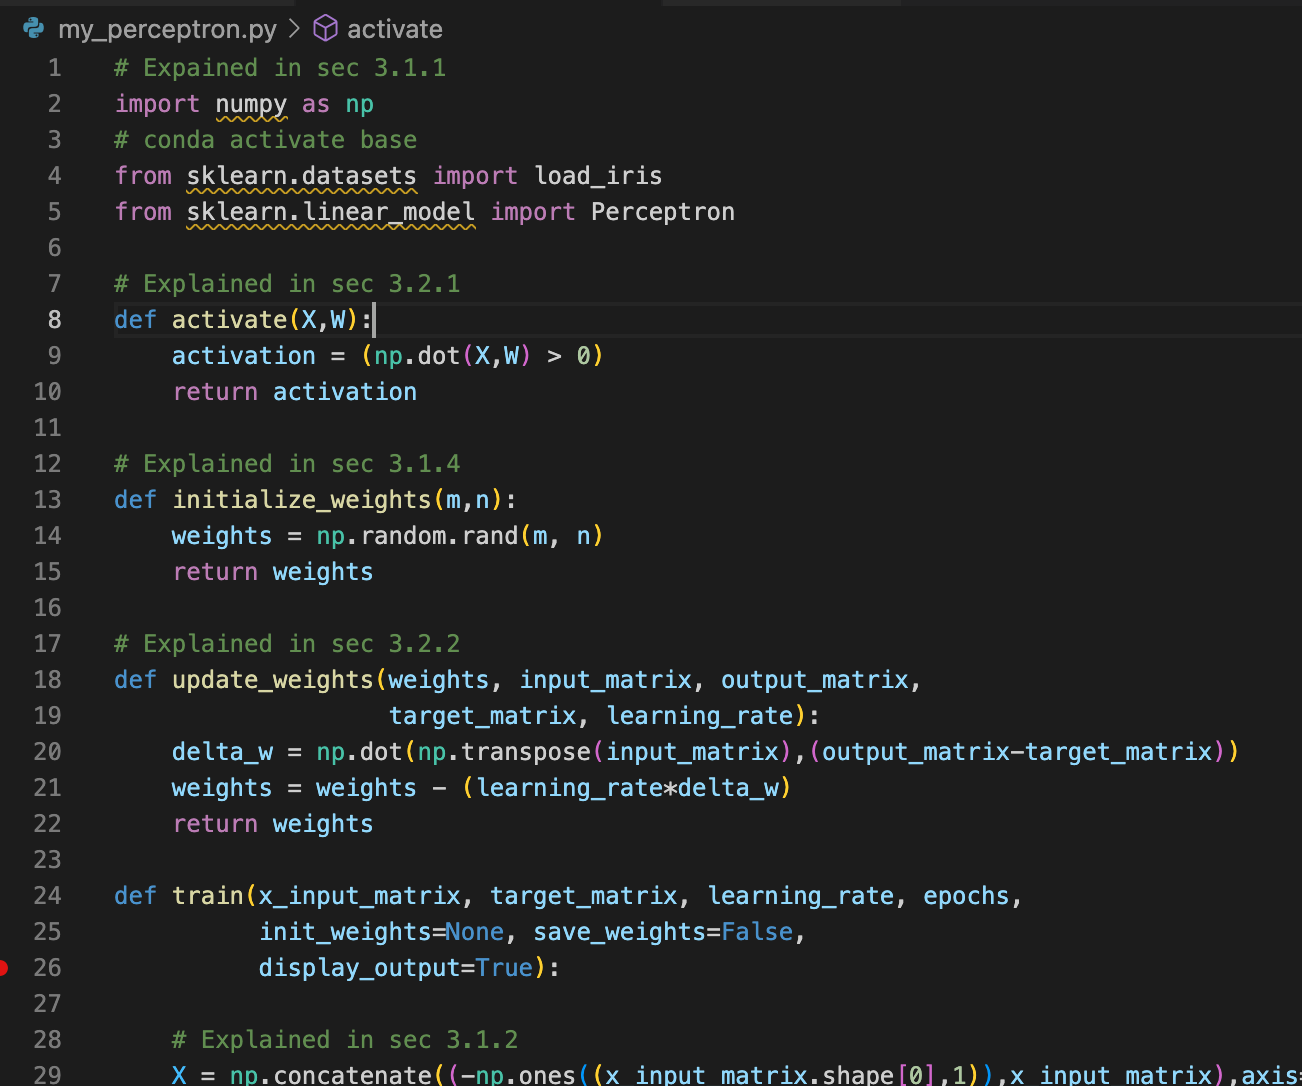 my_perceptron.py > activate
1 # Expained in sec 3.1.1
2 import numpy as np
3 # conda activate base
4 from sklearn.datasets import load_iris
5 from sklearn.linear_model import Perceptron
6
7 # Explained in sec 3.2.1
8 def activate(X,W):
9     activation = (np.dot(X,W) > 0)
10     return activation
11
12 # Explained in sec 3.1.4
13 def initialize_weights(m,n):
14     weights = np.random.rand(m, n)
15     return weights
16
17 # Explained in sec 3.2.2
18 def update_weights(weights, input_matrix, output_matrix,
19                    target_matrix, learning_rate):
20     delta_w = np.dot(np.transpose(input_matrix),(output_matrix-target_matrix))
21     weights = weights - (learning_rate*delta_w)
22     return weights
23
24 def train(x_input_matrix, target_matrix, learning_rate, epochs,
25           init_weights=None, save_weights=False,
26           display_output=True):
27
28     # Explained in sec 3.1.2
29     X = np.concatenate((-np.ones((x_input_matrix.shape[0],1)),x_input_matrix),axis=